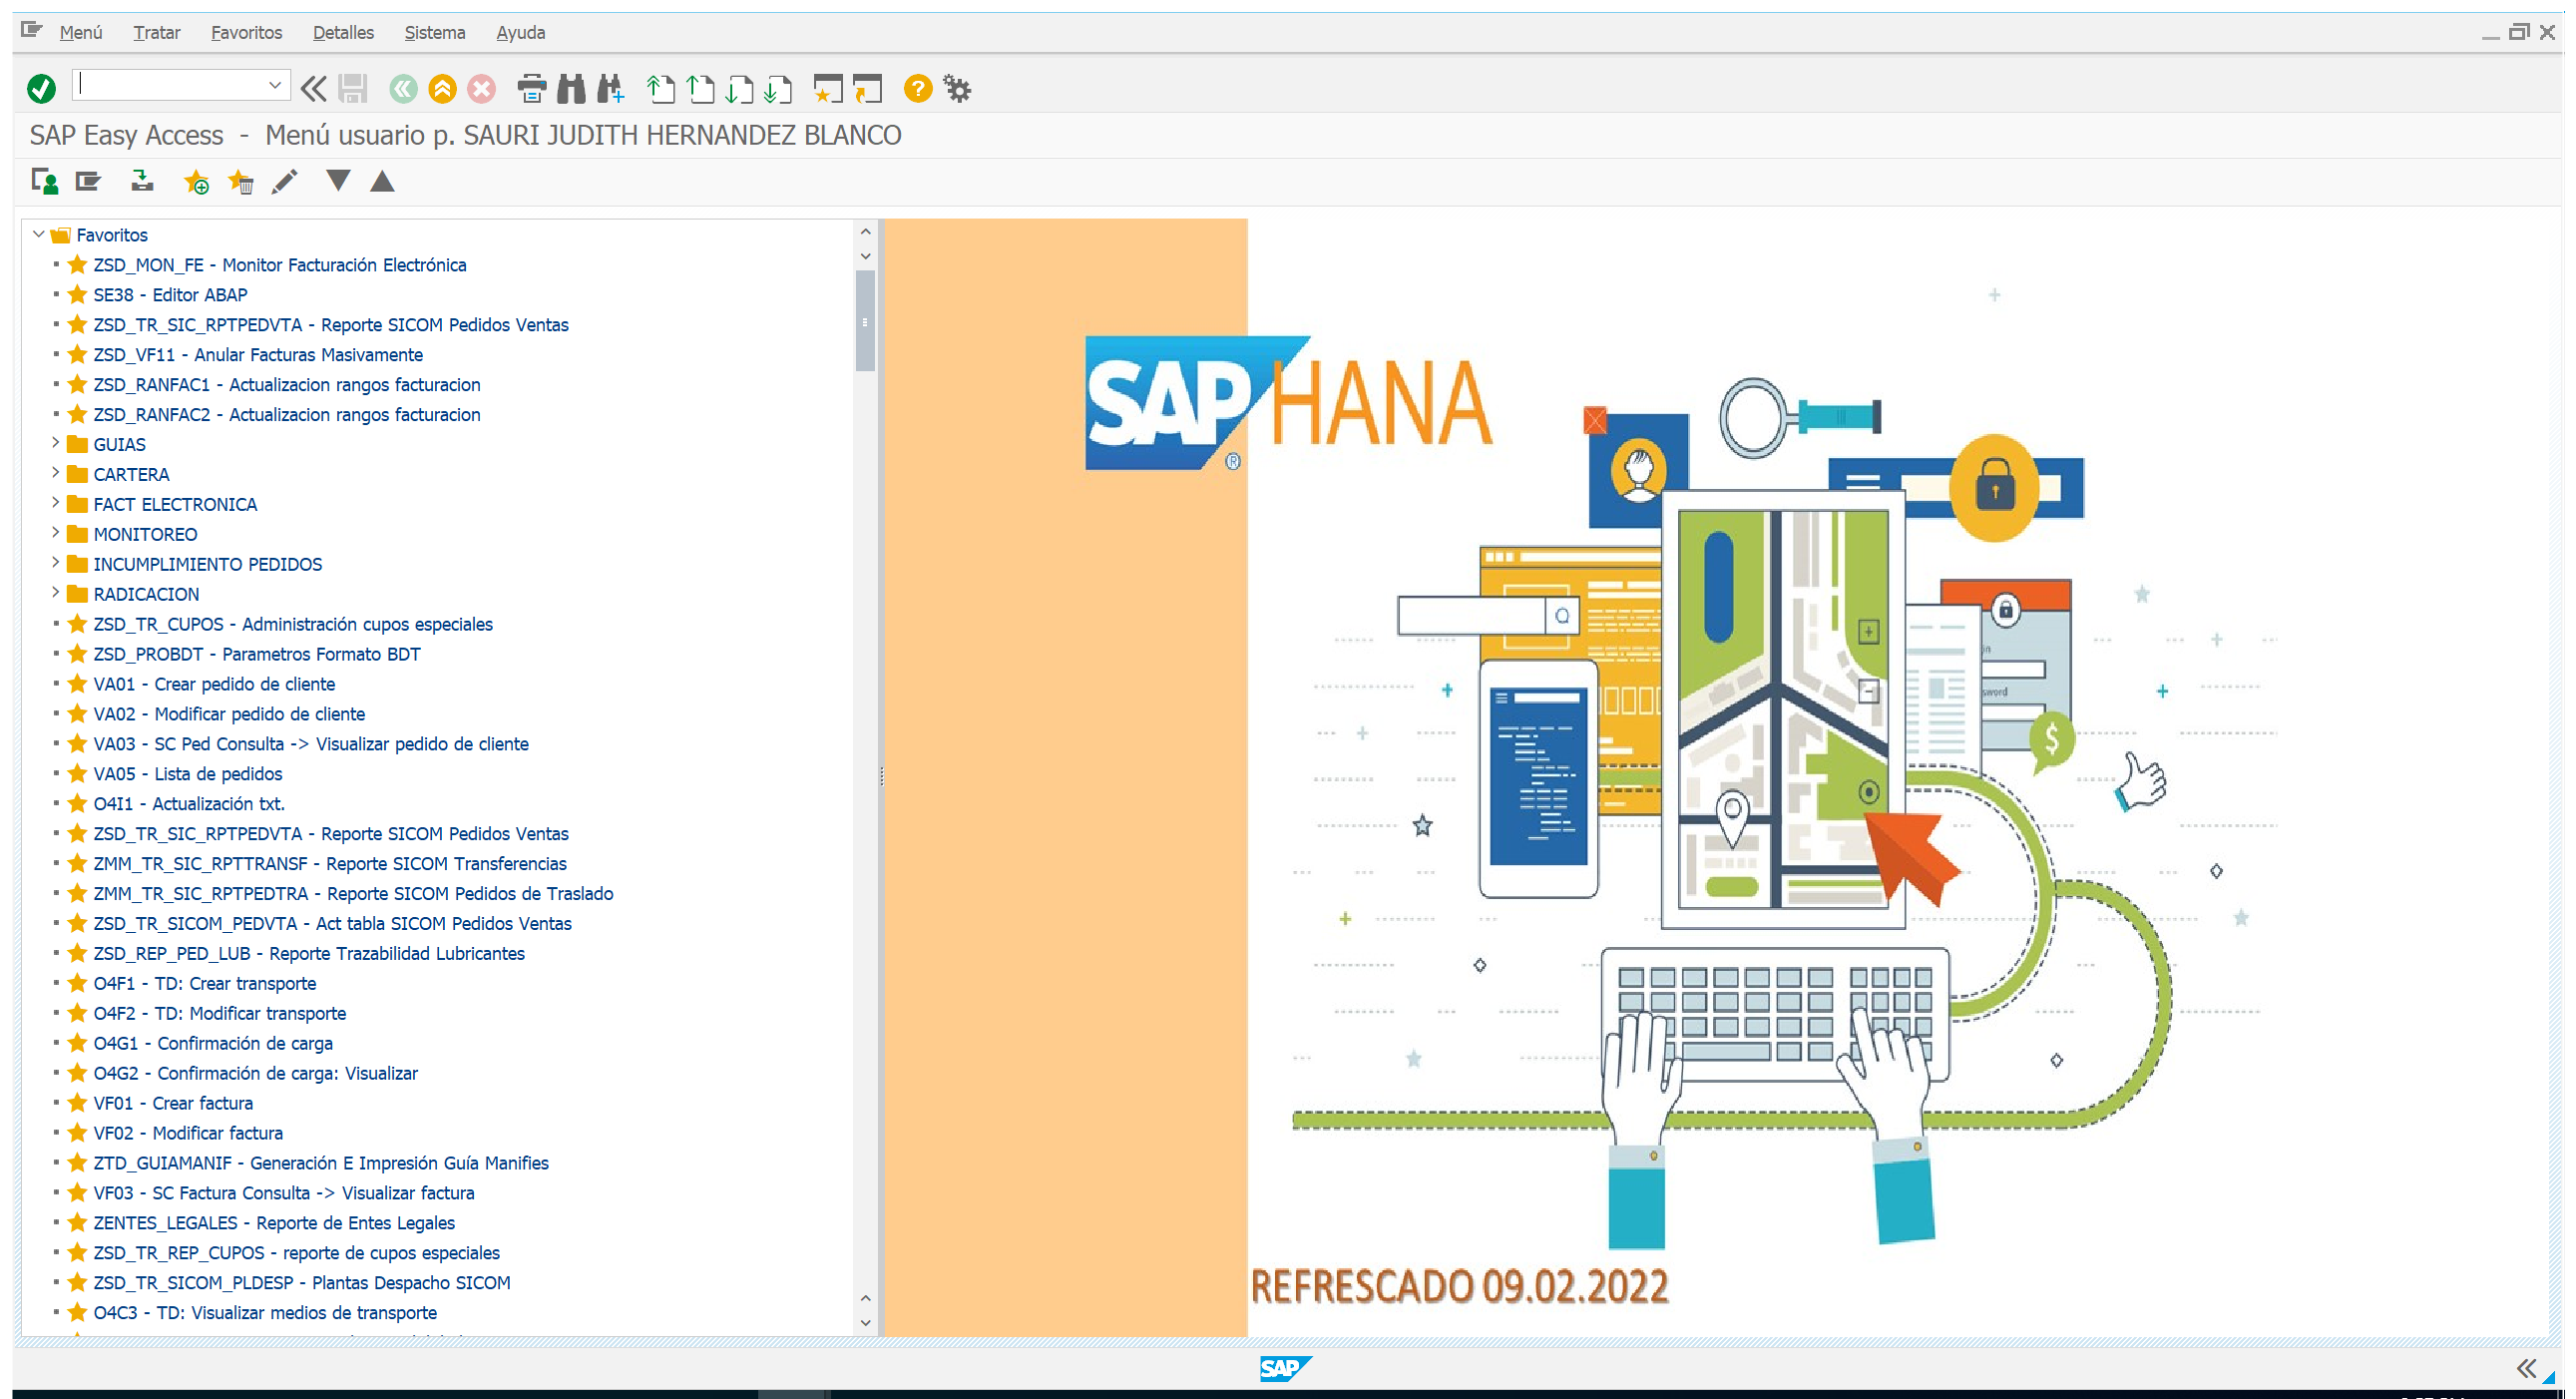 Menú Tratar Favoritos Detalles Sistema Ayuda
SAP Easy Access - Menú usuario p. SAURI JUDITH HERNANDEZ BLANCO
Favoritos
ZSD_MON_FE - Monitor Facturación Electrónica
SE38 - Editor ABAP
ZSD_TR_SIC_RPTPEDVTA - Reporte SICOM Pedidos Ventas
ZSD_VF11 - Anular Facturas Masivamente
ZSD_RANFAC1 - Actualizacion rangos facturacion
ZSD_RANFAC2 - Actualizacion rangos facturacion
GUIAS
CARTERA
FACT ELECTRONICA
MONITOREO
INCUMPLIMIENTO PEDIDOS
RADICACION
ZSD_TR_CUPOS - Administración cupos especiales
ZSD_PROBDT - Parametros Formato BDT
VA01 - Crear pedido de cliente
VA02 - Modificar pedido de cliente
VA03 - SC Ped Consulta -> Visualizar pedido de cliente
VA05 - Lista de pedidos
O4I1 - Actualización txt.
ZSD_TR_SIC_RPTPEDVTA - Reporte SICOM Pedidos Ventas
ZMM_TR_SIC_RPTTRANSF - Reporte SICOM Transferencias
ZMM_TR_SIC_RPTPEDTRA - Reporte SICOM Pedidos de Traslado
ZSD_TR_SICOM_PEDVTA - Act tabla SICOM Pedidos Ventas
ZSD_REP_PED_LUB - Reporte Trazabilidad Lubricantes
O4F1 - TD: Crear transporte
O4F2 - TD: Modificar transporte
O4G1 - Confirmación de carga
O4G2 - Confirmación de carga: Visualizar
VF01 - Crear factura
VF02 - Modificar factura
ZTD_GUIAMANIF - Generación E Impresión Guía Manifies
VF03 - SC Factura Consulta -> Visualizar factura
ZENTES_LEGALES - Reporte de Entes Legales
ZSD_TR_REP_CUPOS - reporte de cupos especiales
ZSD_TR_SICOM_PLDESP - Plantas Despacho SICOM
O4C3 - TD: Visualizar medios de transporte
SAP HANA
®
in
sword
$
REFRESCADO 09.02.2022
SAP